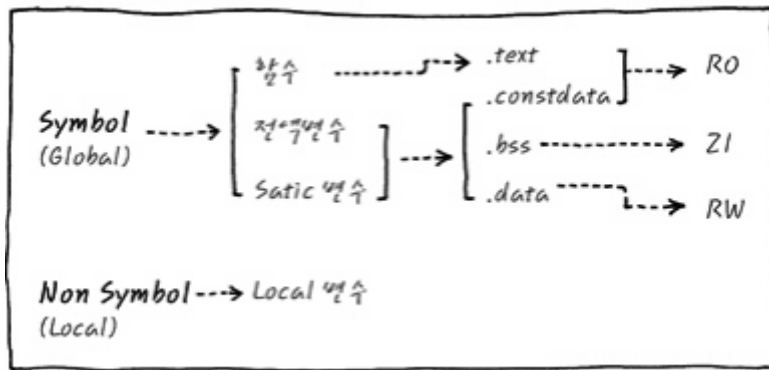 함수
.text
RO
.constdata
Symbol
(Global)
전역변수
.bss
ZI
Satic 변수
.data
RW
Non Symbol
Local 변수
(Local)